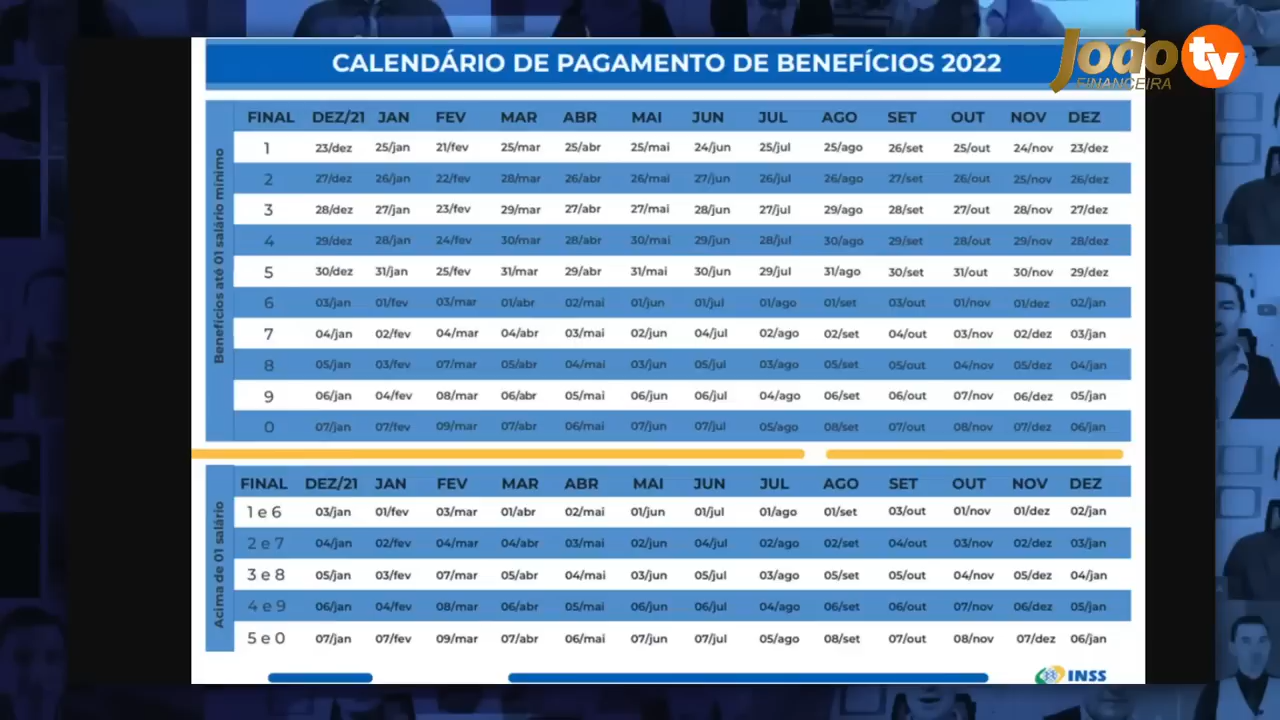 CALENDÁRIO DE PAGAMENTO DE BENEFÍCIOS 2022
João tv
FINANCEIRA
Benefícios até 01 salário mínimo
FINAL DEZ/21 JAN FEV MAR ABR MAI JUN JUL AGO SET OUT NOV DEZ
1 23/dez 25/jan 21/fev 25/mar 25/abr 25/mai 24/jun 25/jul 25/ago 26/set 25/out 24/nov 23/dez
2 27/dez 26/jan 22/fev 28/mar 26/abr 26/mai 27/jun 26/jul 26/ago 27/set 26/out 25/nov 26/dez
3 28/dez 27/jan 23/fev 29/mar 27/abr 27/mai 28/jun 27/jul 29/ago 28/set 27/out 28/nov 27/dez
4 29/dez 28/jan 24/fev 30/mar 28/abr 30/mai 29/jun 28/jul 30/ago 29/set 28/out 29/nov 28/dez
5 30/dez 31/jan 25/fev 31/mar 29/abr 31/mai 30/jun 29/jul 31/ago 30/set 31/out 30/nov 29/dez
6 03/jan 01/fev 03/mar 01/abr 02/mai 01/jun 01/jul 01/ago 01/set 03/out 01/nov 01/dez 02/jan
7 04/jan 02/fev 04/mar 04/abr 03/mai 02/jun 04/jul 02/ago 02/set 04/out 03/nov 02/dez 03/jan
8 05/jan 03/fev 07/mar 05/abr 04/mai 03/jun 05/jul 03/ago 05/set 05/out 04/nov 05/dez 04/jan
9 06/jan 04/fev 08/mar 06/abr 05/mai 06/jun 06/jul 04/ago 06/set 06/out 07/nov 06/dez 05/jan
0 07/jan 07/fev 09/mar 07/abr 06/mai 07/jun 07/jul 05/ago 08/set 07/out 08/nov 07/dez 06/jan
Acima de 01 salário
FINAL DEZ/21 JAN FEV MAR ABR MAI JUN JUL AGO SET OUT NOV DEZ
1 e 6 03/jan 01/fev 03/mar 01/abr 02/mai 01/jun 01/jul 01/ago 01/set 03/out 01/nov 01/dez 02/jan
2 e 7 04/jan 02/fev 04/mar 04/abr 03/mai 02/jun 04/jul 02/ago 02/set 04/out 03/nov 02/dez 03/jan
3 e 8 05/jan 03/fev 07/mar 05/abr 04/mai 03/jun 05/jul 03/ago 05/set 05/out 04/nov 05/dez 04/jan
4 e 9 06/jan 04/fev 08/mar 06/abr 05/mai 06/jun 06/jul 04/ago 06/set 06/out 07/nov 06/dez 05/jan
5 e 0 07/jan 07/fev 09/mar 07/abr 06/mai 07/jun 07/jul 05/ago 08/set 07/out 08/nov 07/dez 06/jan
INSS